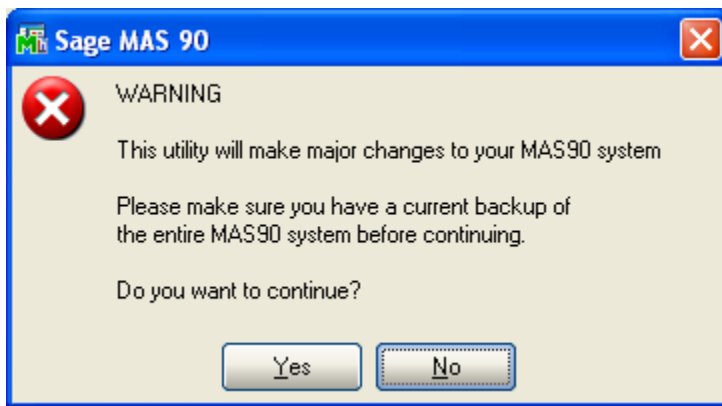 Sage MAS 90
WARNING
This utility will make major changes to your MAS90 system
Please make sure you have a current backup of
the entire MAS90 system before continuing.
Do you want to continue?
Yes
No